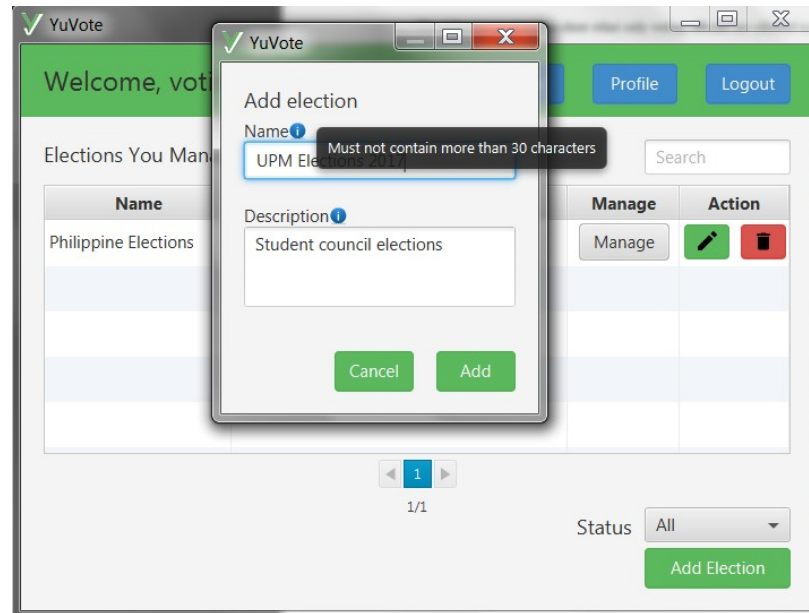 YuVote
Welcome, voti
Profile
Logout
Elections You Man
Search
Name
Manage
Action
Philippine Elections
Manage
YuVote
Add election
Name
Must not contain more than 30 characters
UPM Elections 2017
Description
Student council elections
Cancel
Add
1
1/1
Status
All
Add Election